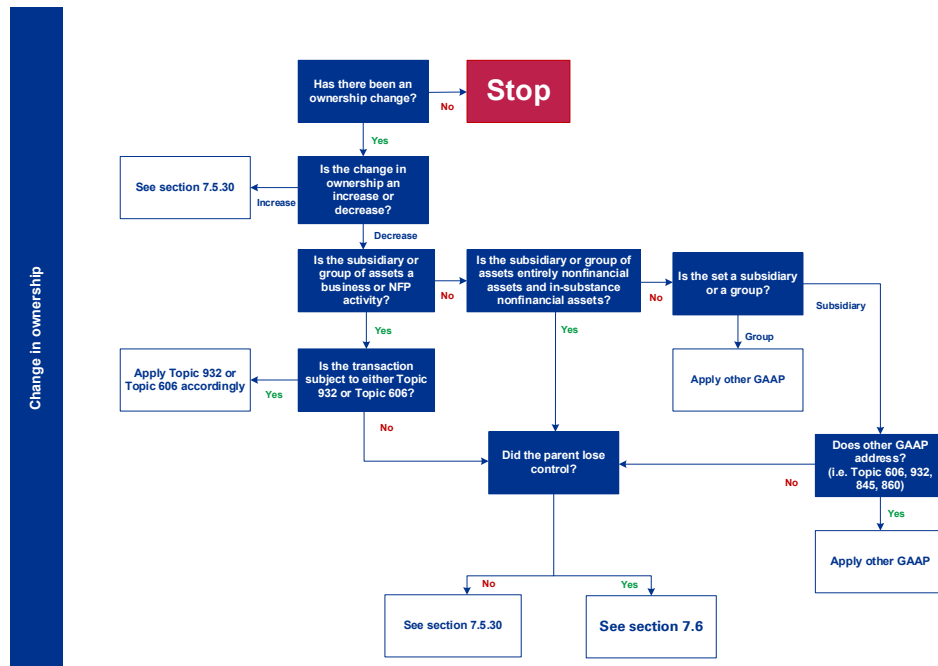 Change in ownership
Has there been an
ownership change?
No
Stop
Yes
See section 7.5.30
Increase
Is the change in
ownership an
increase or
decrease?
Decrease
Is the subsidiary or
group of assets a
business or NFP
activity?
No
Is the subsidiary or group of
assets entirely nonfinancial
assets and in-substance
nonfinancial assets?
No
Is the set a subsidiary
or a group?
Subsidiary
Yes
Yes
Group
Apply Topic 932 or
Topic 606 accordingly
Yes
Is the transaction
subject to either Topic
932 or Topic 606?
Apply other GAAP
No
Did the parent lose
control?
No
Does other GAAP
address?
(i.e. Topic 606, 932,
845, 860)
Yes
Apply other GAAP
No
Yes
See section 7.5.30
See section 7.6